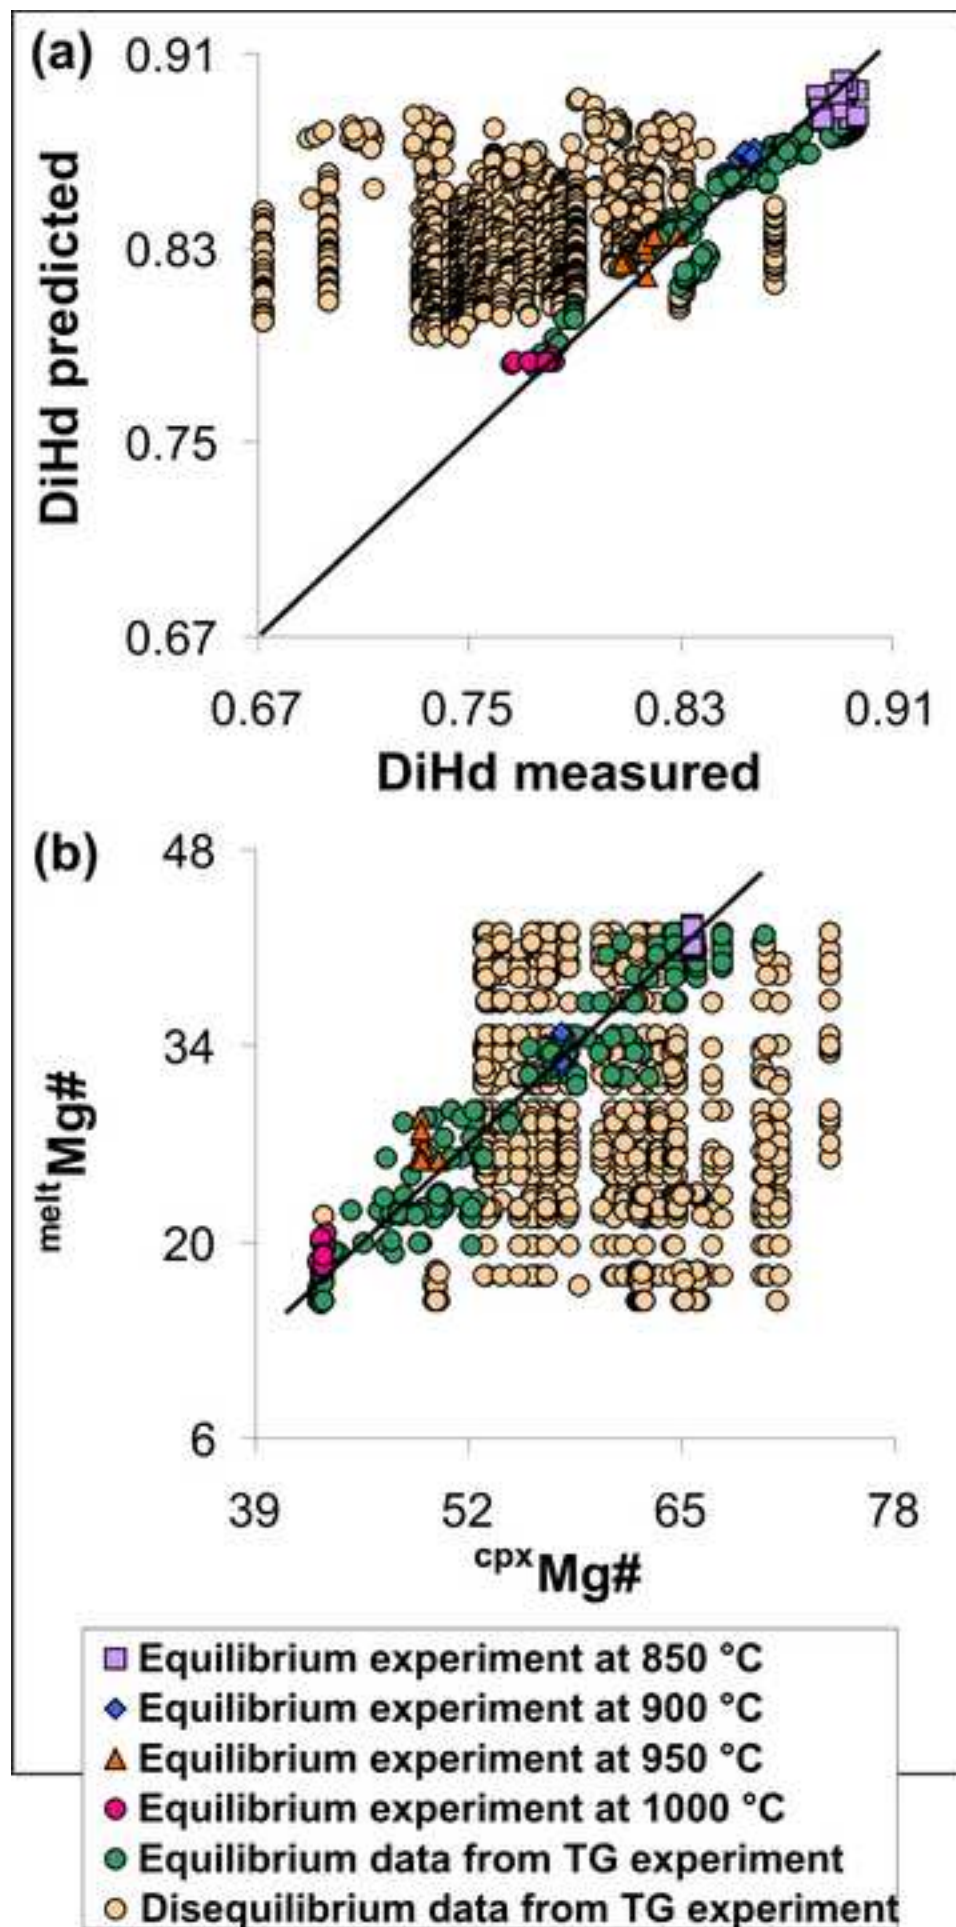 (a)
0.91
0.83
0.75
0.67
DiHd predicted
0.67 0.75 0.83 0.91
DiHd measured
(b)
48
34
20
6
meltMg#
39 52 65 78
cpxMg#
Equilibrium experiment at 850 °C
Equilibrium experiment at 900 °C
Equilibrium experiment at 950 °C
Equilibrium experiment at 1000 °C
Equilibrium data from TG experiment
Disequilibrium data from TG experiment